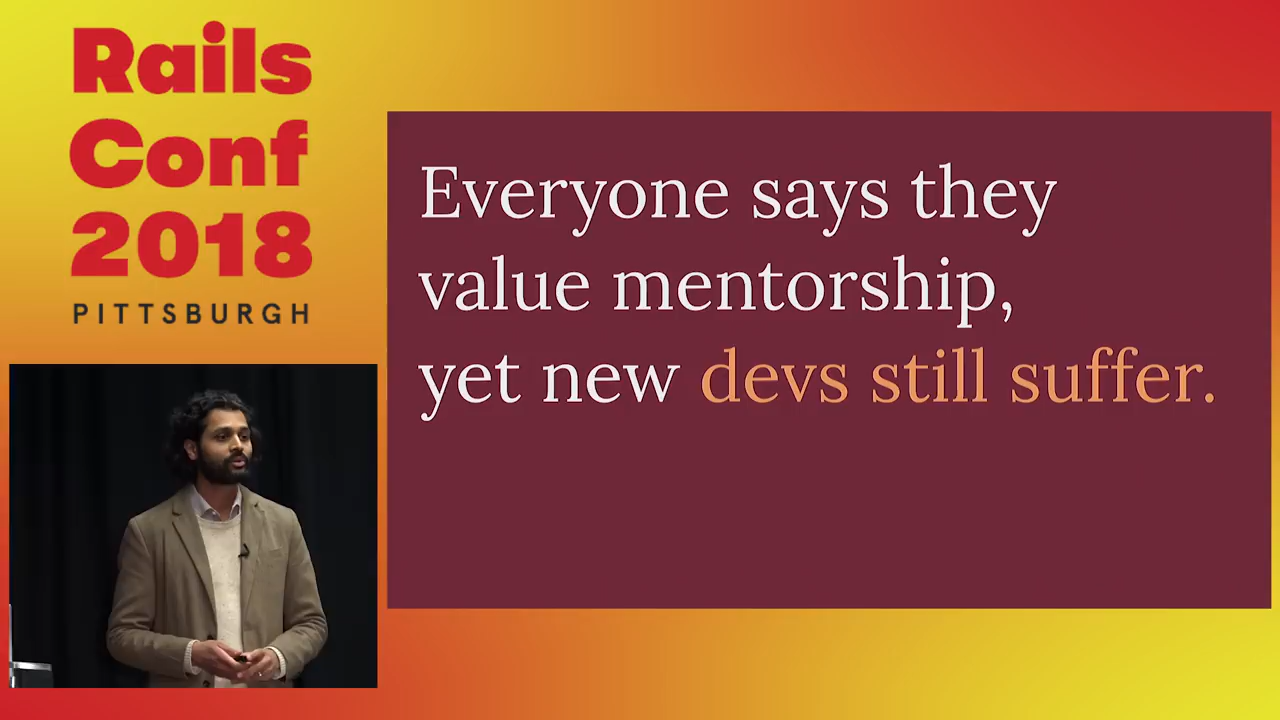 Rails
Conf
2018
PITTSBURGH
Everyone says they
value mentorship,
yet new devs still suffer.